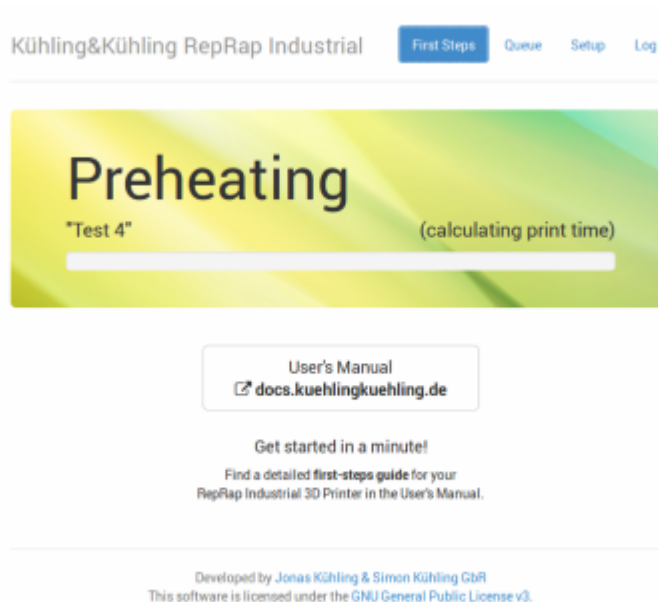 Kühling&Kühling RepRap Industrial
First Steps
Queue
Setup
Log
Preheating
"Test 4"
(calculating print time)
User's Manual
docs.kuehlingkuehling.de
Get started in a minute!
Find a detailed first-steps guide for your
RepRap Industrial 3D Printer in the User's Manual.
Developed by Jonas Kühling & Simon Kühling GbR
This software is licensed under the GNU General Public License v3.